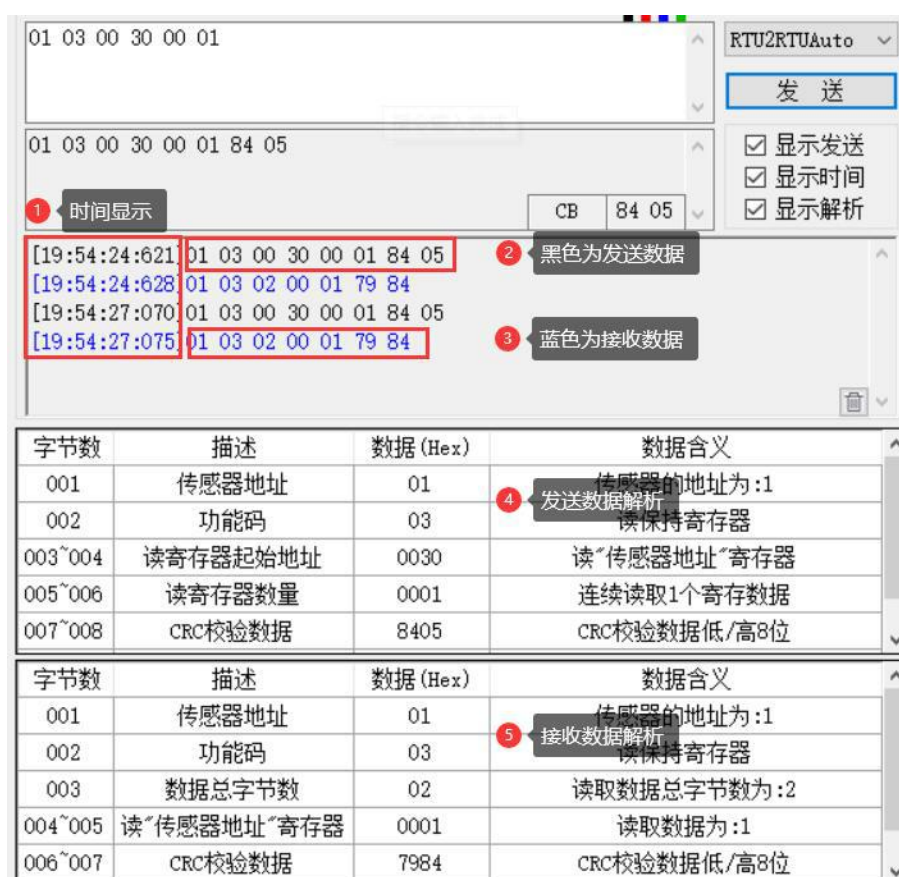 01 03 00 30 00 01
RTU2RTUAuto
发 送
01 03 00 30 00 01 84 05
CB 84 05
显示发送
显示时间
显示解析
1 时间显示
[19:54:24:621] 01 03 00 30 00 01 84 05
2 黑色为发送数据
[19:54:24:628] 01 03 02 00 01 79 84
[19:54:27:070] 01 03 00 30 00 01 84 05
[19:54:27:075] 01 03 02 00 01 79 84
3 蓝色为接收数据
字节数 描述 数据(Hex) 数据含义
001 传感器地址 01 传感器的地址为:1
4 发送数据解析
002 功能码 03 读保持寄存器
003~004 读寄存器起始地址 0030 读"传感器地址"寄存器
005~006 读寄存器数量 0001 连续读取1个寄存数据
007~008 CRC校验数据 8405 CRC校验数据低/高8位
字节数 描述 数据(Hex) 数据含义
001 传感器地址 01 传感器的地址为:1
5 接收数据解析
002 功能码 03 读保持寄存器
003 数据总字节数 02 读取数据总字节数为:2
004~005 读"传感器地址"寄存器 0001 读取数据为:1
006~007 CRC校验数据 7984 CRC校验数据低/高8位